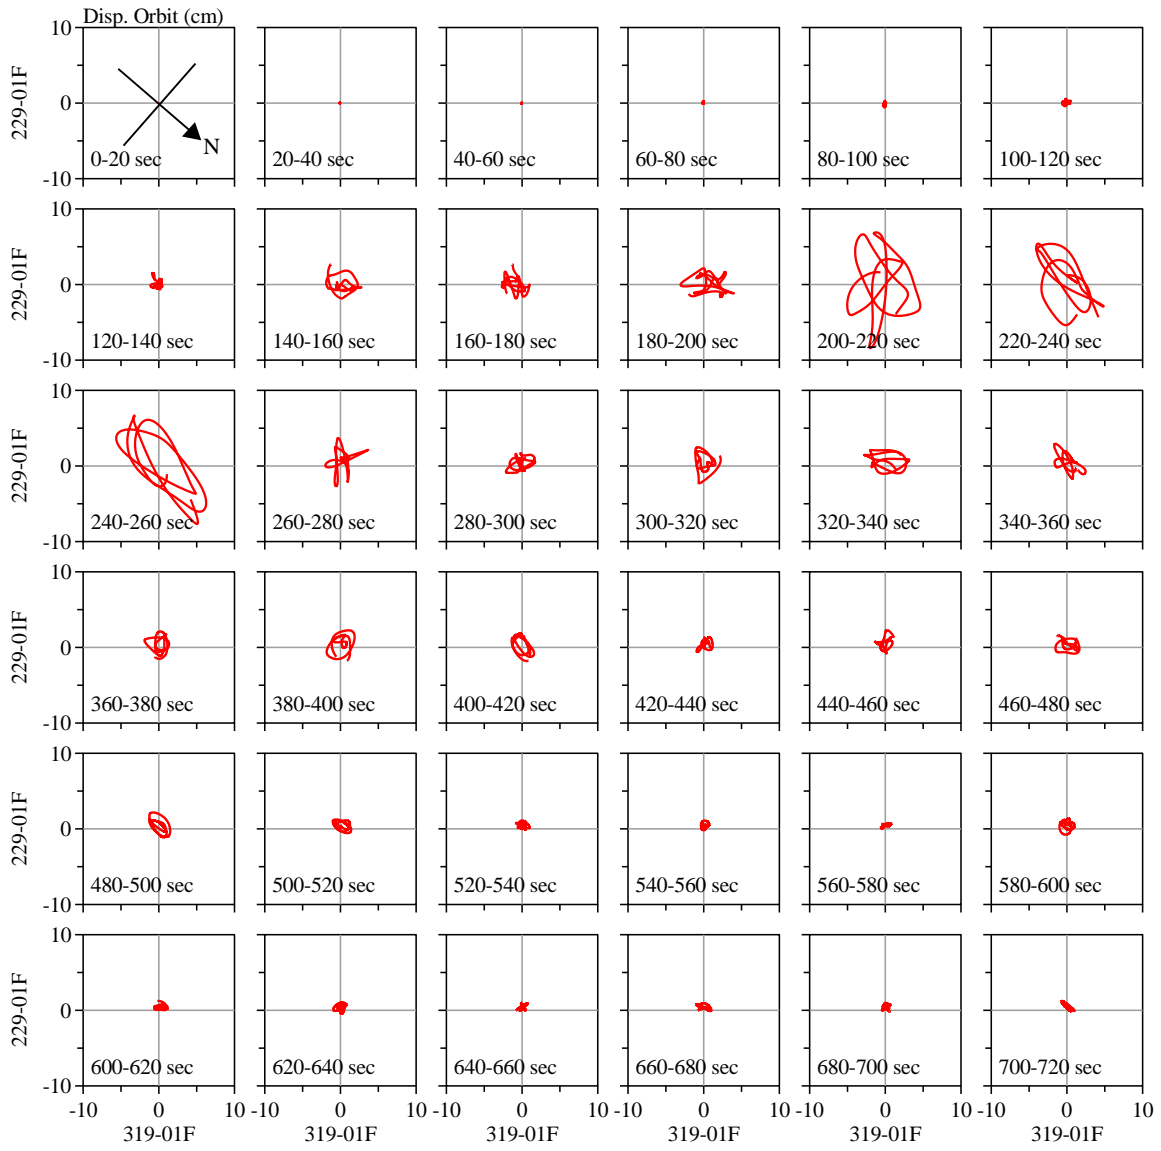 Disp. Orbit (cm)
10
0
-10
229-01F
N
0-20 sec
20-40 sec
40-60 sec
60-80 sec
80-100 sec
100-120 sec
10
0
-10
229-01F
120-140 sec
140-160 sec
160-180 sec
180-200 sec
200-220 sec
220-240 sec
10
0
-10
229-01F
240-260 sec
260-280 sec
280-300 sec
300-320 sec
320-340 sec
340-360 sec
10
0
-10
229-01F
360-380 sec
380-400 sec
400-420 sec
420-440 sec
440-460 sec
460-480 sec
10
0
-10
229-01F
480-500 sec
500-520 sec
520-540 sec
540-560 sec
560-580 sec
580-600 sec
10
0
-10
229-01F
600-620 sec
620-640 sec
640-660 sec
660-680 sec
680-700 sec
700-720 sec
-10 0 10 -10 0 10 -10 0 10 -10 0 10 -10 0 10 -10 0 10
319-01F 319-01F 319-01F 319-01F 319-01F 319-01F